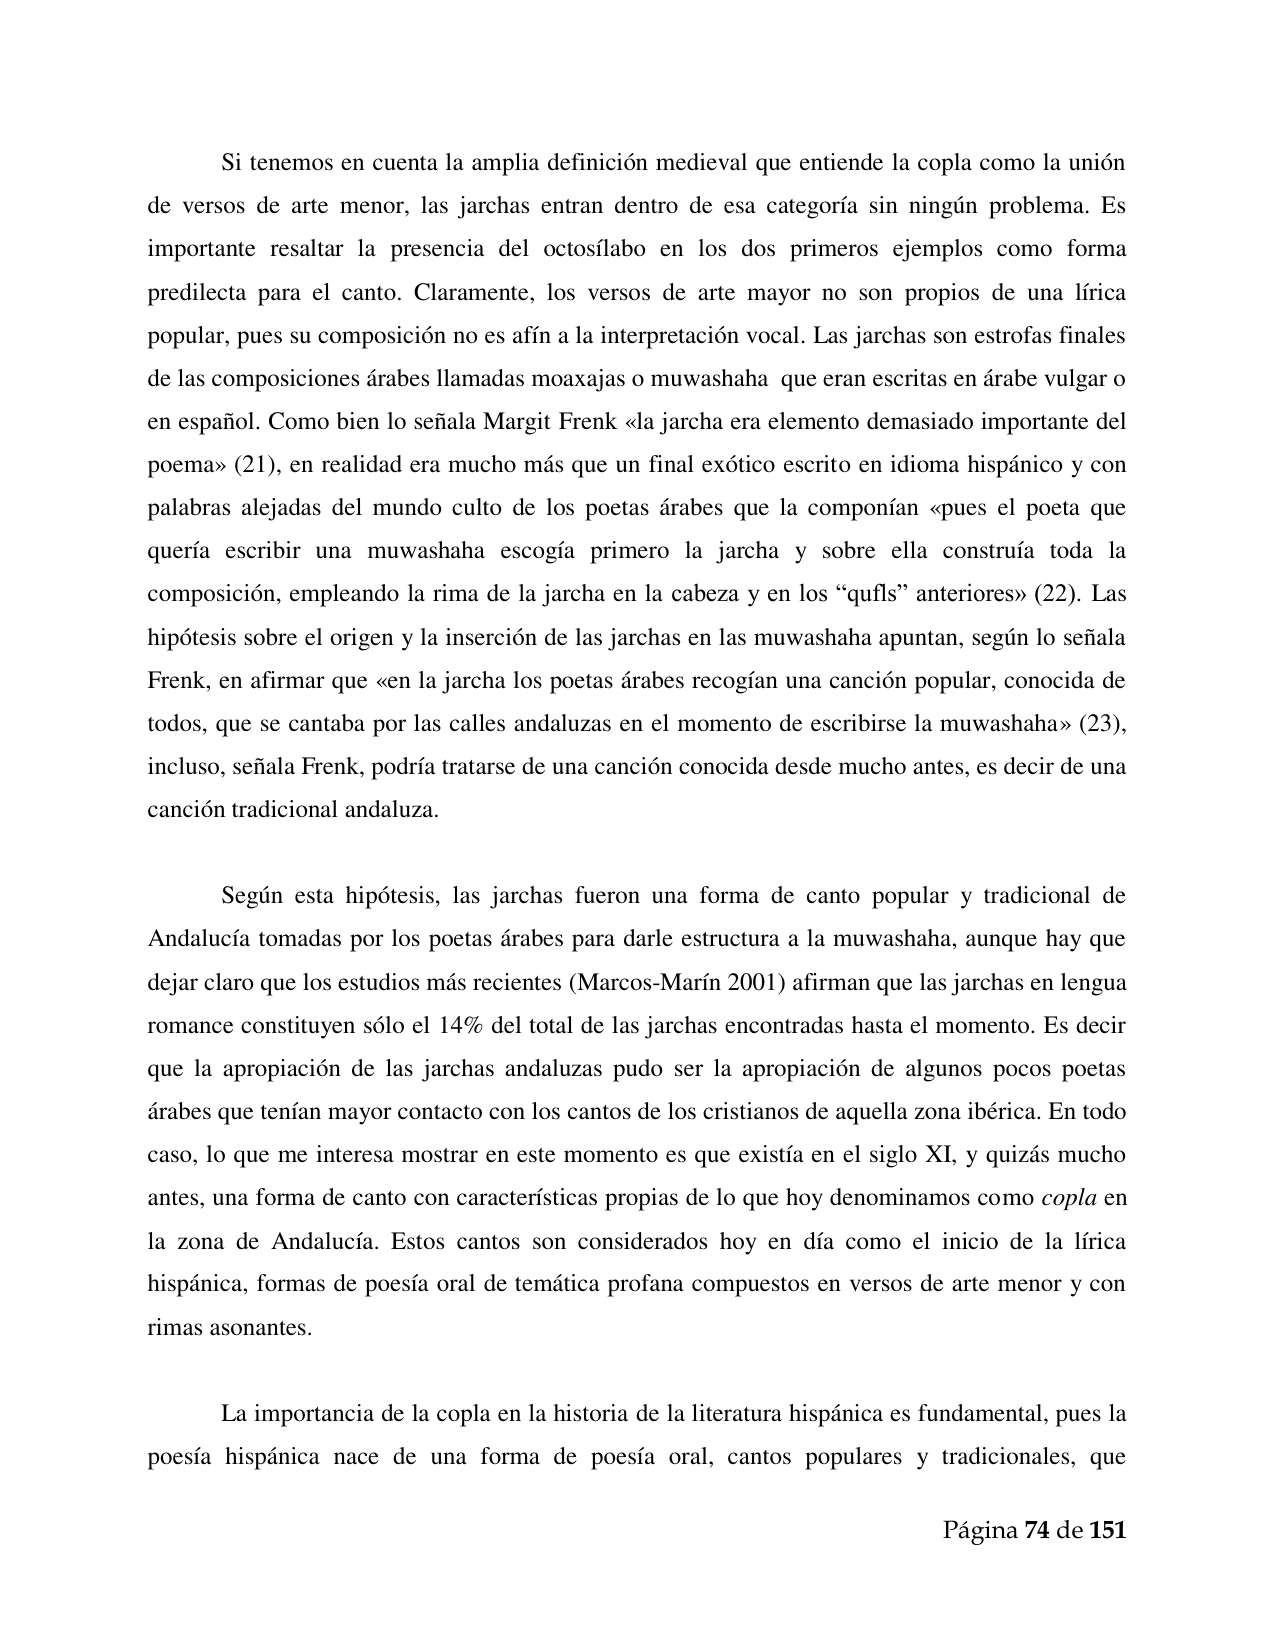 Si tenemos en cuenta la amplia definición medieval que entiende la copla como la unión
de versos de arte menor, las jarchas entran dentro de esa categoría sin ningún problema. Es
importante resaltar la presencia del octosílabo en los dos primeros ejemplos como forma
predilecta para el canto. Claramente, los versos de arte mayor no son propios de una lírica
popular, pues su composición no es afín a la interpretación vocal. Las jarchas son estrofas finales
de las composiciones árabes llamadas moaxajas o muwashaha que eran escritas en árabe vulgar o
en español. Como bien lo señala Margit Frenk «la jarcha era elemento demasiado importante del
poema» (21), en realidad era mucho más que un final exótico escrito en idioma hispánico y con
palabras alejadas del mundo culto de los poetas árabes que la componían «pues el poeta que
quería escribir una muwashaha escogía primero la jarcha y sobre ella construía toda la
composición, empleando la rima de la jarcha en la cabeza y en los “qufls” anteriores» (22). Las
hipótesis sobre el origen y la inserción de las jarchas en las muwashaha apuntan, según lo señala
Frenk, en afirmar que «en la jarcha los poetas árabes recogían una canción popular, conocida de
todos, que se cantaba por las calles andaluzas en el momento de escribirse la muwashaha» (23),
incluso, señala Frenk, podría tratarse de una canción conocida desde mucho antes, es decir de una
canción tradicional andaluza.
Según esta hipótesis, las jarchas fueron una forma de canto popular y tradicional de
Andalucía tomadas por los poetas árabes para darle estructura a la muwashaha, aunque hay que
dejar claro que los estudios más recientes (Marcos-Marín 2001) afirman que las jarchas en lengua
romance constituyen sólo el 14% del total de las jarchas encontradas hasta el momento. Es decir
que la apropiación de las jarchas andaluzas pudo ser la apropiación de algunos pocos poetas
árabes que tenían mayor contacto con los cantos de los cristianos de aquella zona ibérica. En todo
caso, lo que me interesa mostrar en este momento es que existía en el siglo XI, y quizás mucho
antes, una forma de canto con características propias de lo que hoy denominamos como copla en
la zona de Andalucía. Estos cantos son considerados hoy en día como el inicio de la lírica
hispánica, formas de poesía oral de temática profana compuestos en versos de arte menor y con
rimas asonantes.
La importancia de la copla en la historia de la literatura hispánica es fundamental, pues la
poesía hispánica nace de una forma de poesía oral, cantos populares y tradicionales, que
Página 74 de 151